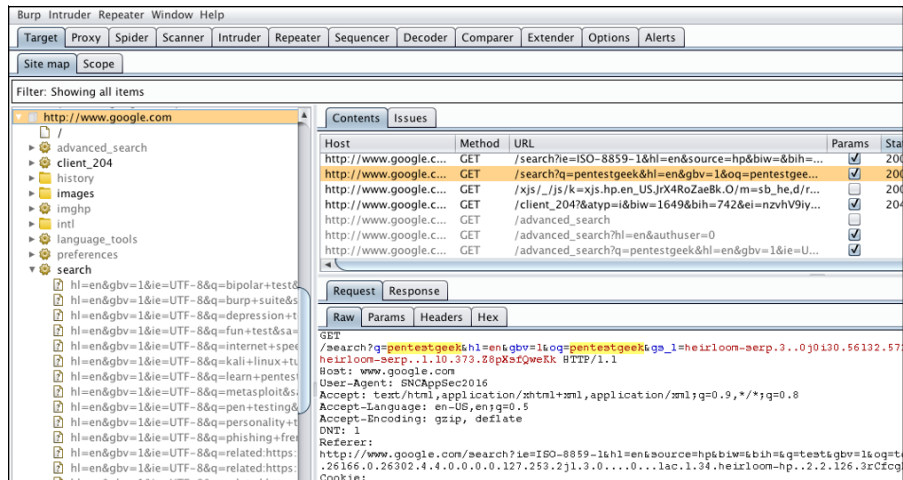 Burp Intruder Repeater Window Help
Target Proxy Spider Scanner Intruder Repeater Sequencer Decoder Comparer Extender Options Alerts
Site map Scope
Filter: Showing all items
http://www.google.com
/
advanced_search
client_204
history
images
imghp
intl
language_tools
preferences
search
hl=en&gbv=1&ie=UTF-8&q=bipolar+test&
hl=en&gbv=1&ie=UTF-8&q=burp+suite&s
hl=en&gbv=1&ie=UTF-8&q=depression+t
hl=en&gbv=1&ie=UTF-8&q=fun+test&sa=
hl=en&gbv=1&ie=UTF-8&q=internet+spee
hl=en&gbv=1&ie=UTF-8&q=kali+linux+tu
hl=en&gbv=1&ie=UTF-8&q=learn+pentest
hl=en&gbv=1&ie=UTF-8&q=metasploit&s
hl=en&gbv=1&ie=UTF-8&q=pen+testing&
hl=en&gbv=1&ie=UTF-8&q=personality+t
hl=en&gbv=1&ie=UTF-8&q=phishing+fre
hl=en&gbv=1&ie=UTF-8&q=related:https:
hl=en&gbv=1&ie=UTF-8&q=related:https:
Contents Issues
Host Method URL Params Sta
http://www.google.c... GET /search?ie=ISO-8859-1&hl=en&source=hp&biw=&bih=... 200
http://www.google.c... GET /search?q=pentestgeek&hl=en&gbv=1&oq=pentestgee... 200
http://www.google.c... GET /xjs/_/js/k=xjs.hp.en_US.JrX4RoZaeBk.O/m=sb_he,d/r... 200
http://www.google.c... GET /client_204?&atyp=i&biw=1649&bih=742&ei=nzvhV9iy... 204
http://www.google.c... GET /advanced_search
http://www.google.c... GET /advanced_search?hl=en&authuser=0
http://www.google.c... GET /advanced_search?q=pentestgeek&hl=en&gbv=1&ie=U...
Request Response
Raw Params Headers Hex
GET
/search?q=pentestgeek&hl=en&gbv=1&oq=pentestgeek&gs_l=heirloom-serp.3..0j0i30.56132.572
heirloom-serp..1.10.373.Z8pXsfQweEk HTTP/1.1
Host: www.google.com
User-Agent: SNCAppSec2016
Accept: text/html,application/xhtml+xml,application/xml;q=0.9,*/*;q=0.8
Accept-Language: en-US,en;q=0.5
Accept-Encoding: gzip, deflate
DNT: 1
Referer:
http://www.google.com/search?ie=ISO-8859-1&hl=en&source=hp&biw=&bih=&q=test&gbv=1&oq=te
.26166.0.26302.4.4.0.0.0.0.127.253.2j1.3.0....0...1ac.1.34.heirloom-hp..2.2.126.3rCfcg
Cookie: